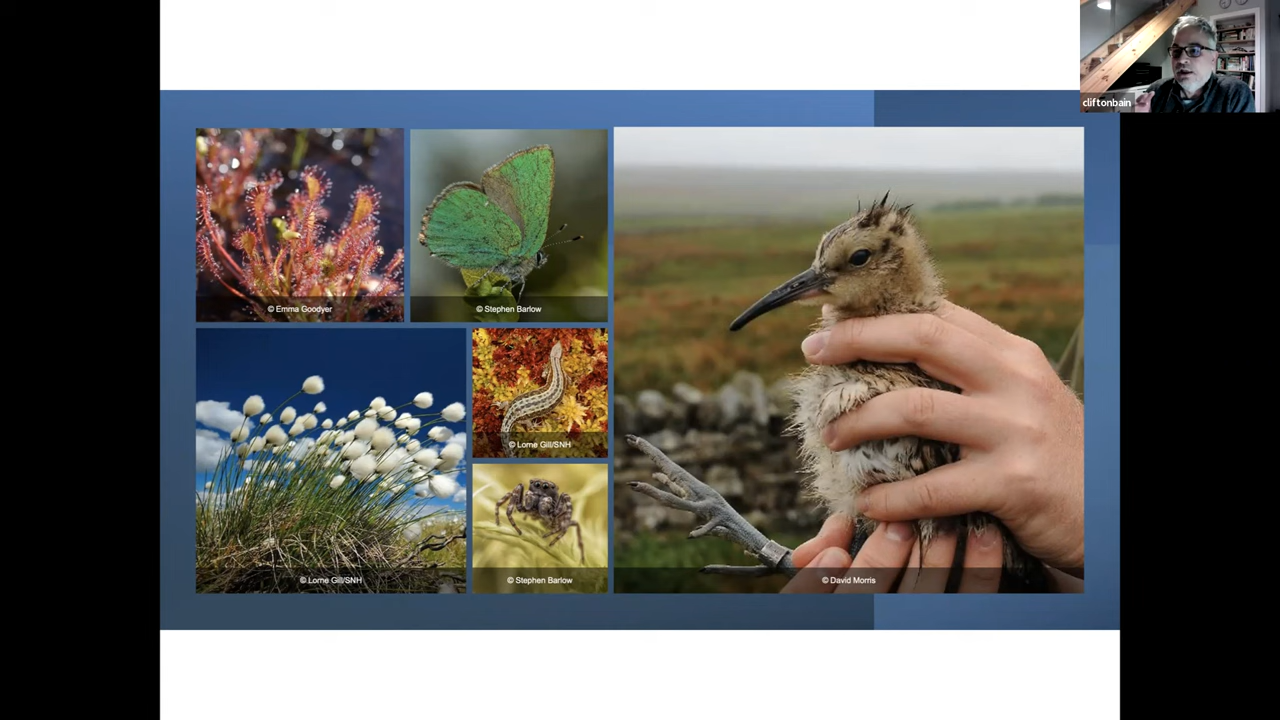 cliftonbain
© Emma Goodyer
© Stephen Barlow
© Lorne Gill/SNH
© Lorne Gill/SNH
© Stephen Barlow
© David Morris